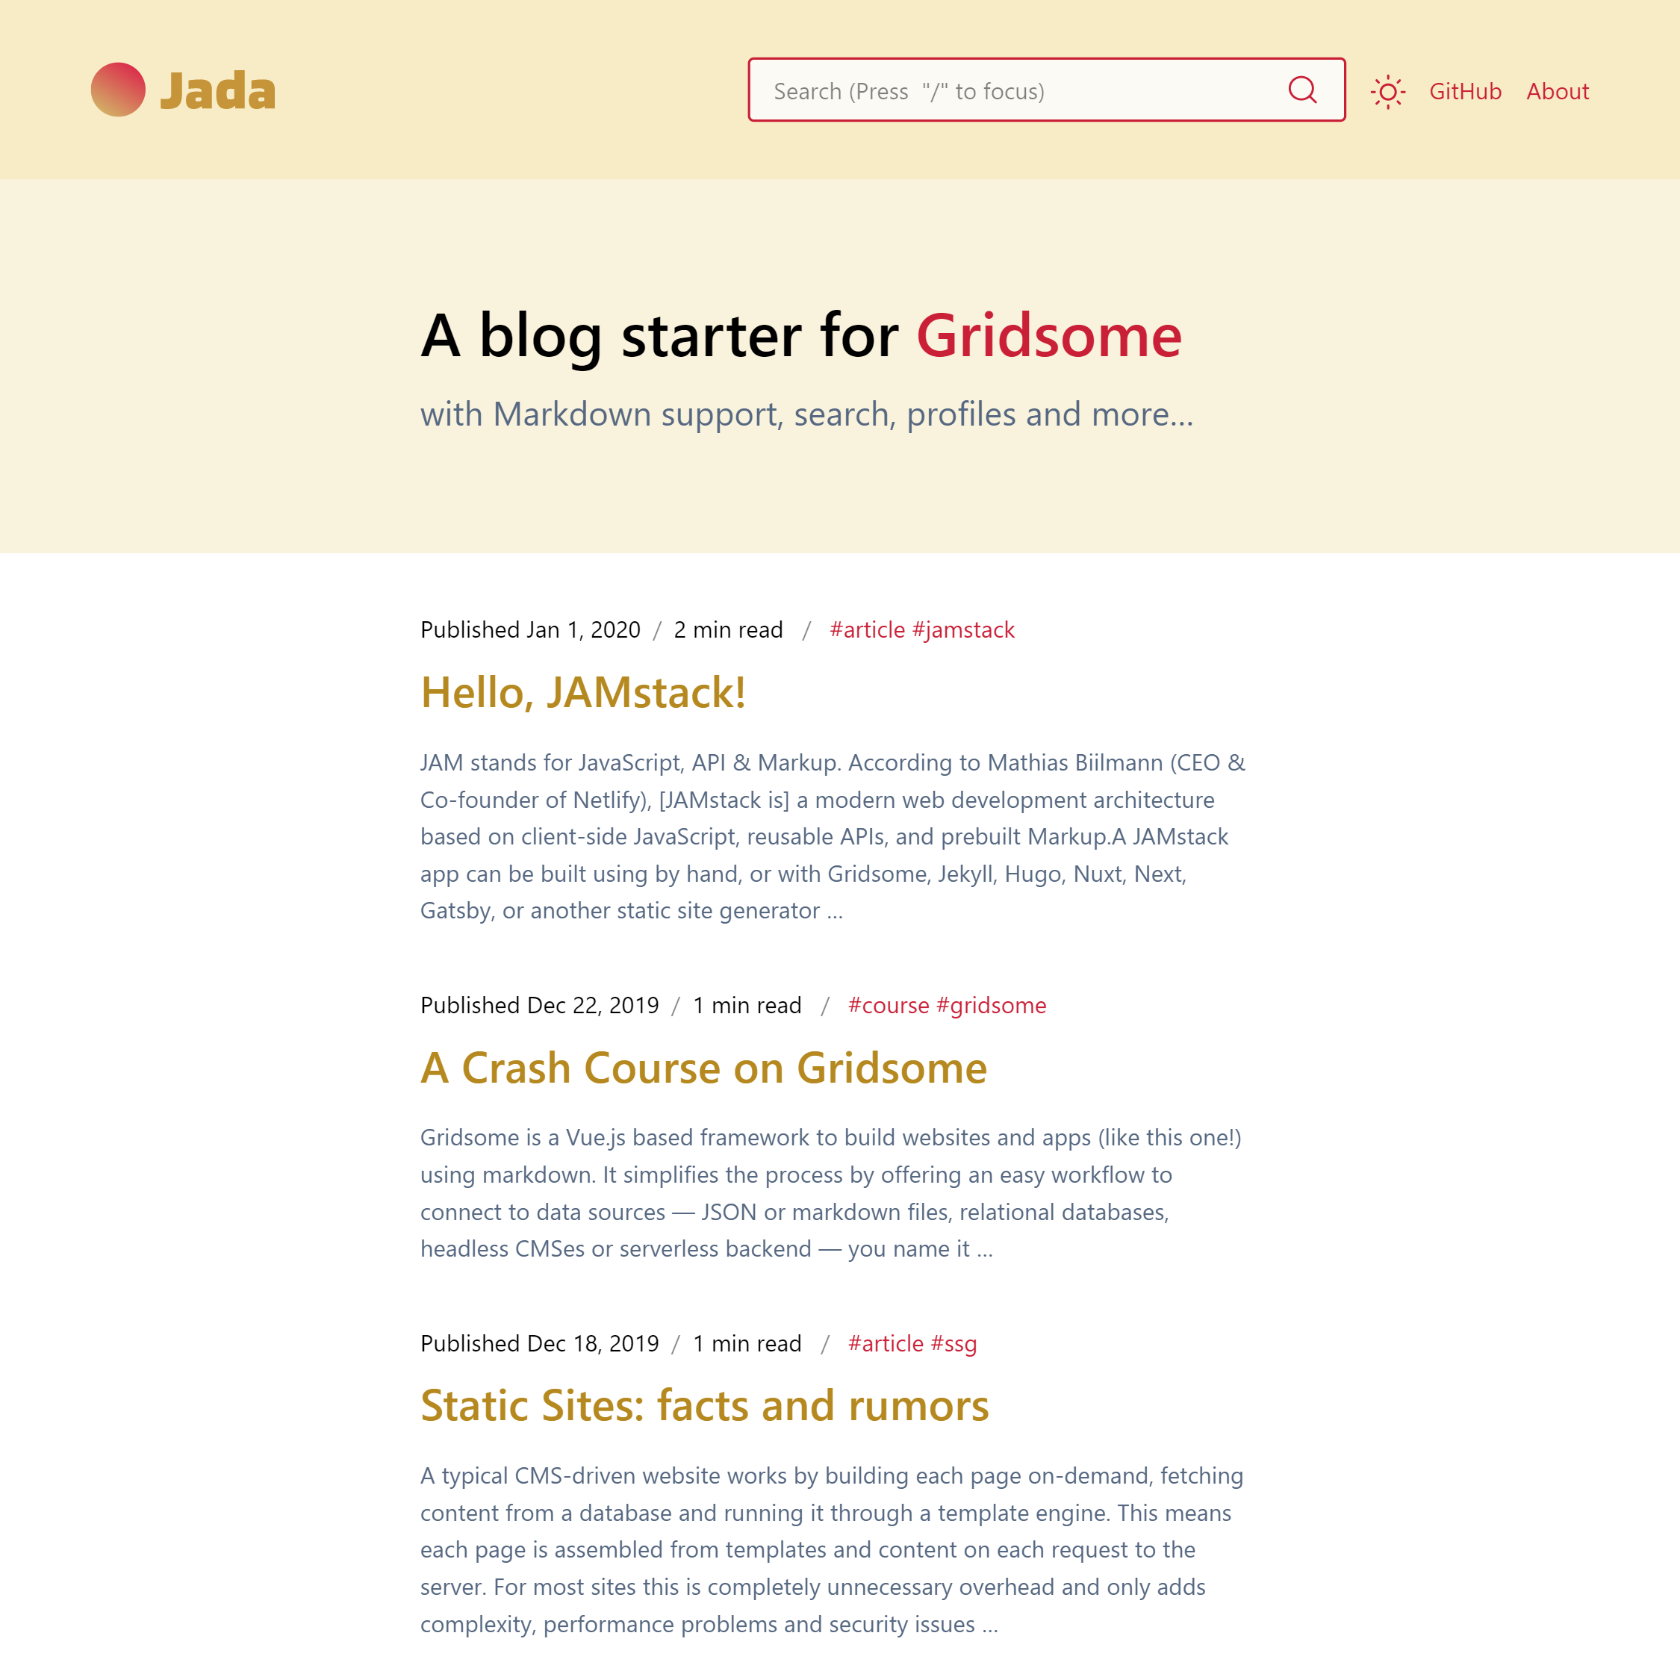 Jada
Search (Press "/" to focus)
GitHub
About
A blog starter for Gridsome
with Markdown support, search, profiles and more...
Published Jan 1, 2020 / 2 min read / #article #jamstack
Hello, JAMstack!
JAM stands for JavaScript, API & Markup. According to Mathias Biilmann (CEO &
Co-founder of Netlify), [JAMstack is] a modern web development architecture
based on client-side JavaScript, reusable APIs, and prebuilt Markup.A JAMstack
app can be built using by hand, or with Gridsome, Jekyll, Hugo, Nuxt, Next,
Gatsby, or another static site generator ...
Published Dec 22, 2019 / 1 min read / #course #gridsome
A Crash Course on Gridsome
Gridsome is a Vue.js based framework to build websites and apps (like this one!)
using markdown. It simplifies the process by offering an easy workflow to
connect to data sources — JSON or markdown files, relational databases,
headless CMSes or serverless backend — you name it ...
Published Dec 18, 2019 / 1 min read / #article #ssg
Static Sites: facts and rumors
A typical CMS-driven website works by building each page on-demand, fetching
content from a database and running it through a template engine. This means
each page is assembled from templates and content on each request to the
server. For most sites this is completely unnecessary overhead and only adds
complexity, performance problems and security issues ...